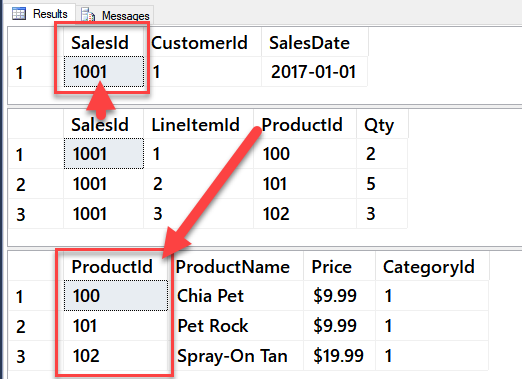 Results Messages
SalesId CustomerId SalesDate
1 1001 1 2017-01-01
SalesId LineItemId ProductId Qty
1 1001 1 100 2
2 1001 2 101 5
3 1001 3 102 3
ProductId ProductName Price CategoryId
1 100 Chia Pet $9.99 1
2 101 Pet Rock $9.99 1
3 102 Spray-On Tan $19.99 1